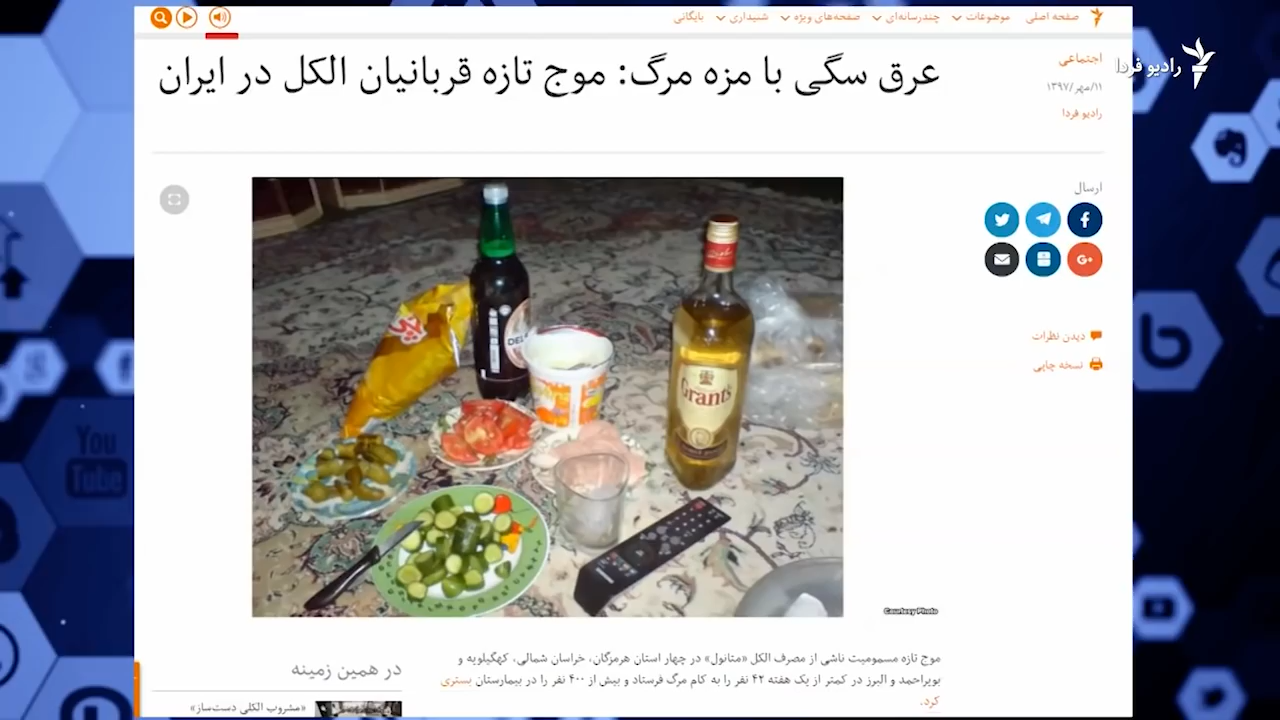 صفحه اصلی موضوعات چندرسانه‌ای صفحه‌های ویژه شنیداری بایگانی
رادیو فردا
اجتماعی
عرق سگی با مزه مرگ: موج تازه قربانیان الکل در ایران
۱۱/مهر/۱۳۹۷
رادیو فردا
ارسال
G+
دیدن نظرات
نسخه چاپی
Grant's
Courtesy Photo
موج تازه مسمومیت ناشی از مصرف الکل «متانول» در چهار استان هرمزگان، خراسان شمالی، کهگیلویه و
بویراحمد و البرز در کمتر از یک هفته ۴۲ نفر را به کام مرگ فرستاد و بیش از ۴۰۰ نفر را در بیمارستان بستری
کرد.
در همین زمینه
«مشروب الکلی دست‌ساز»
You
Tube